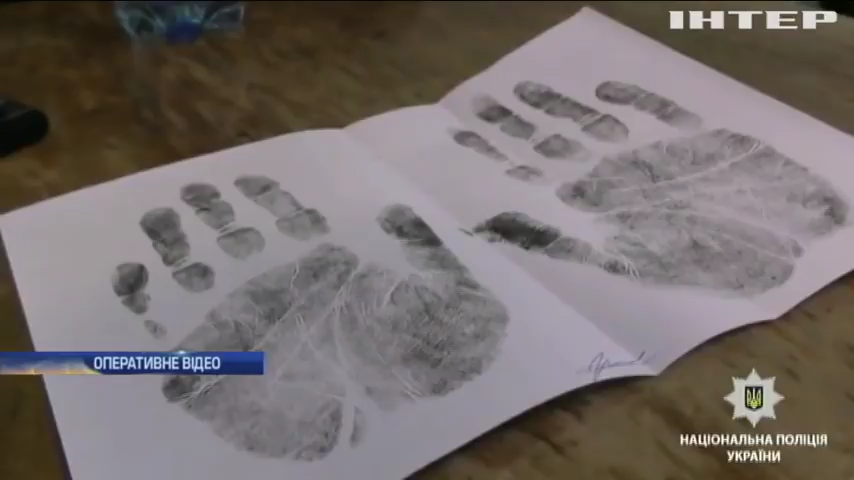 ІНТЕР
ОПЕРАТИВНЕ ВІДЕО
НАЦІОНАЛЬНА ПОЛІЦІЯ
УКРАЇНИ